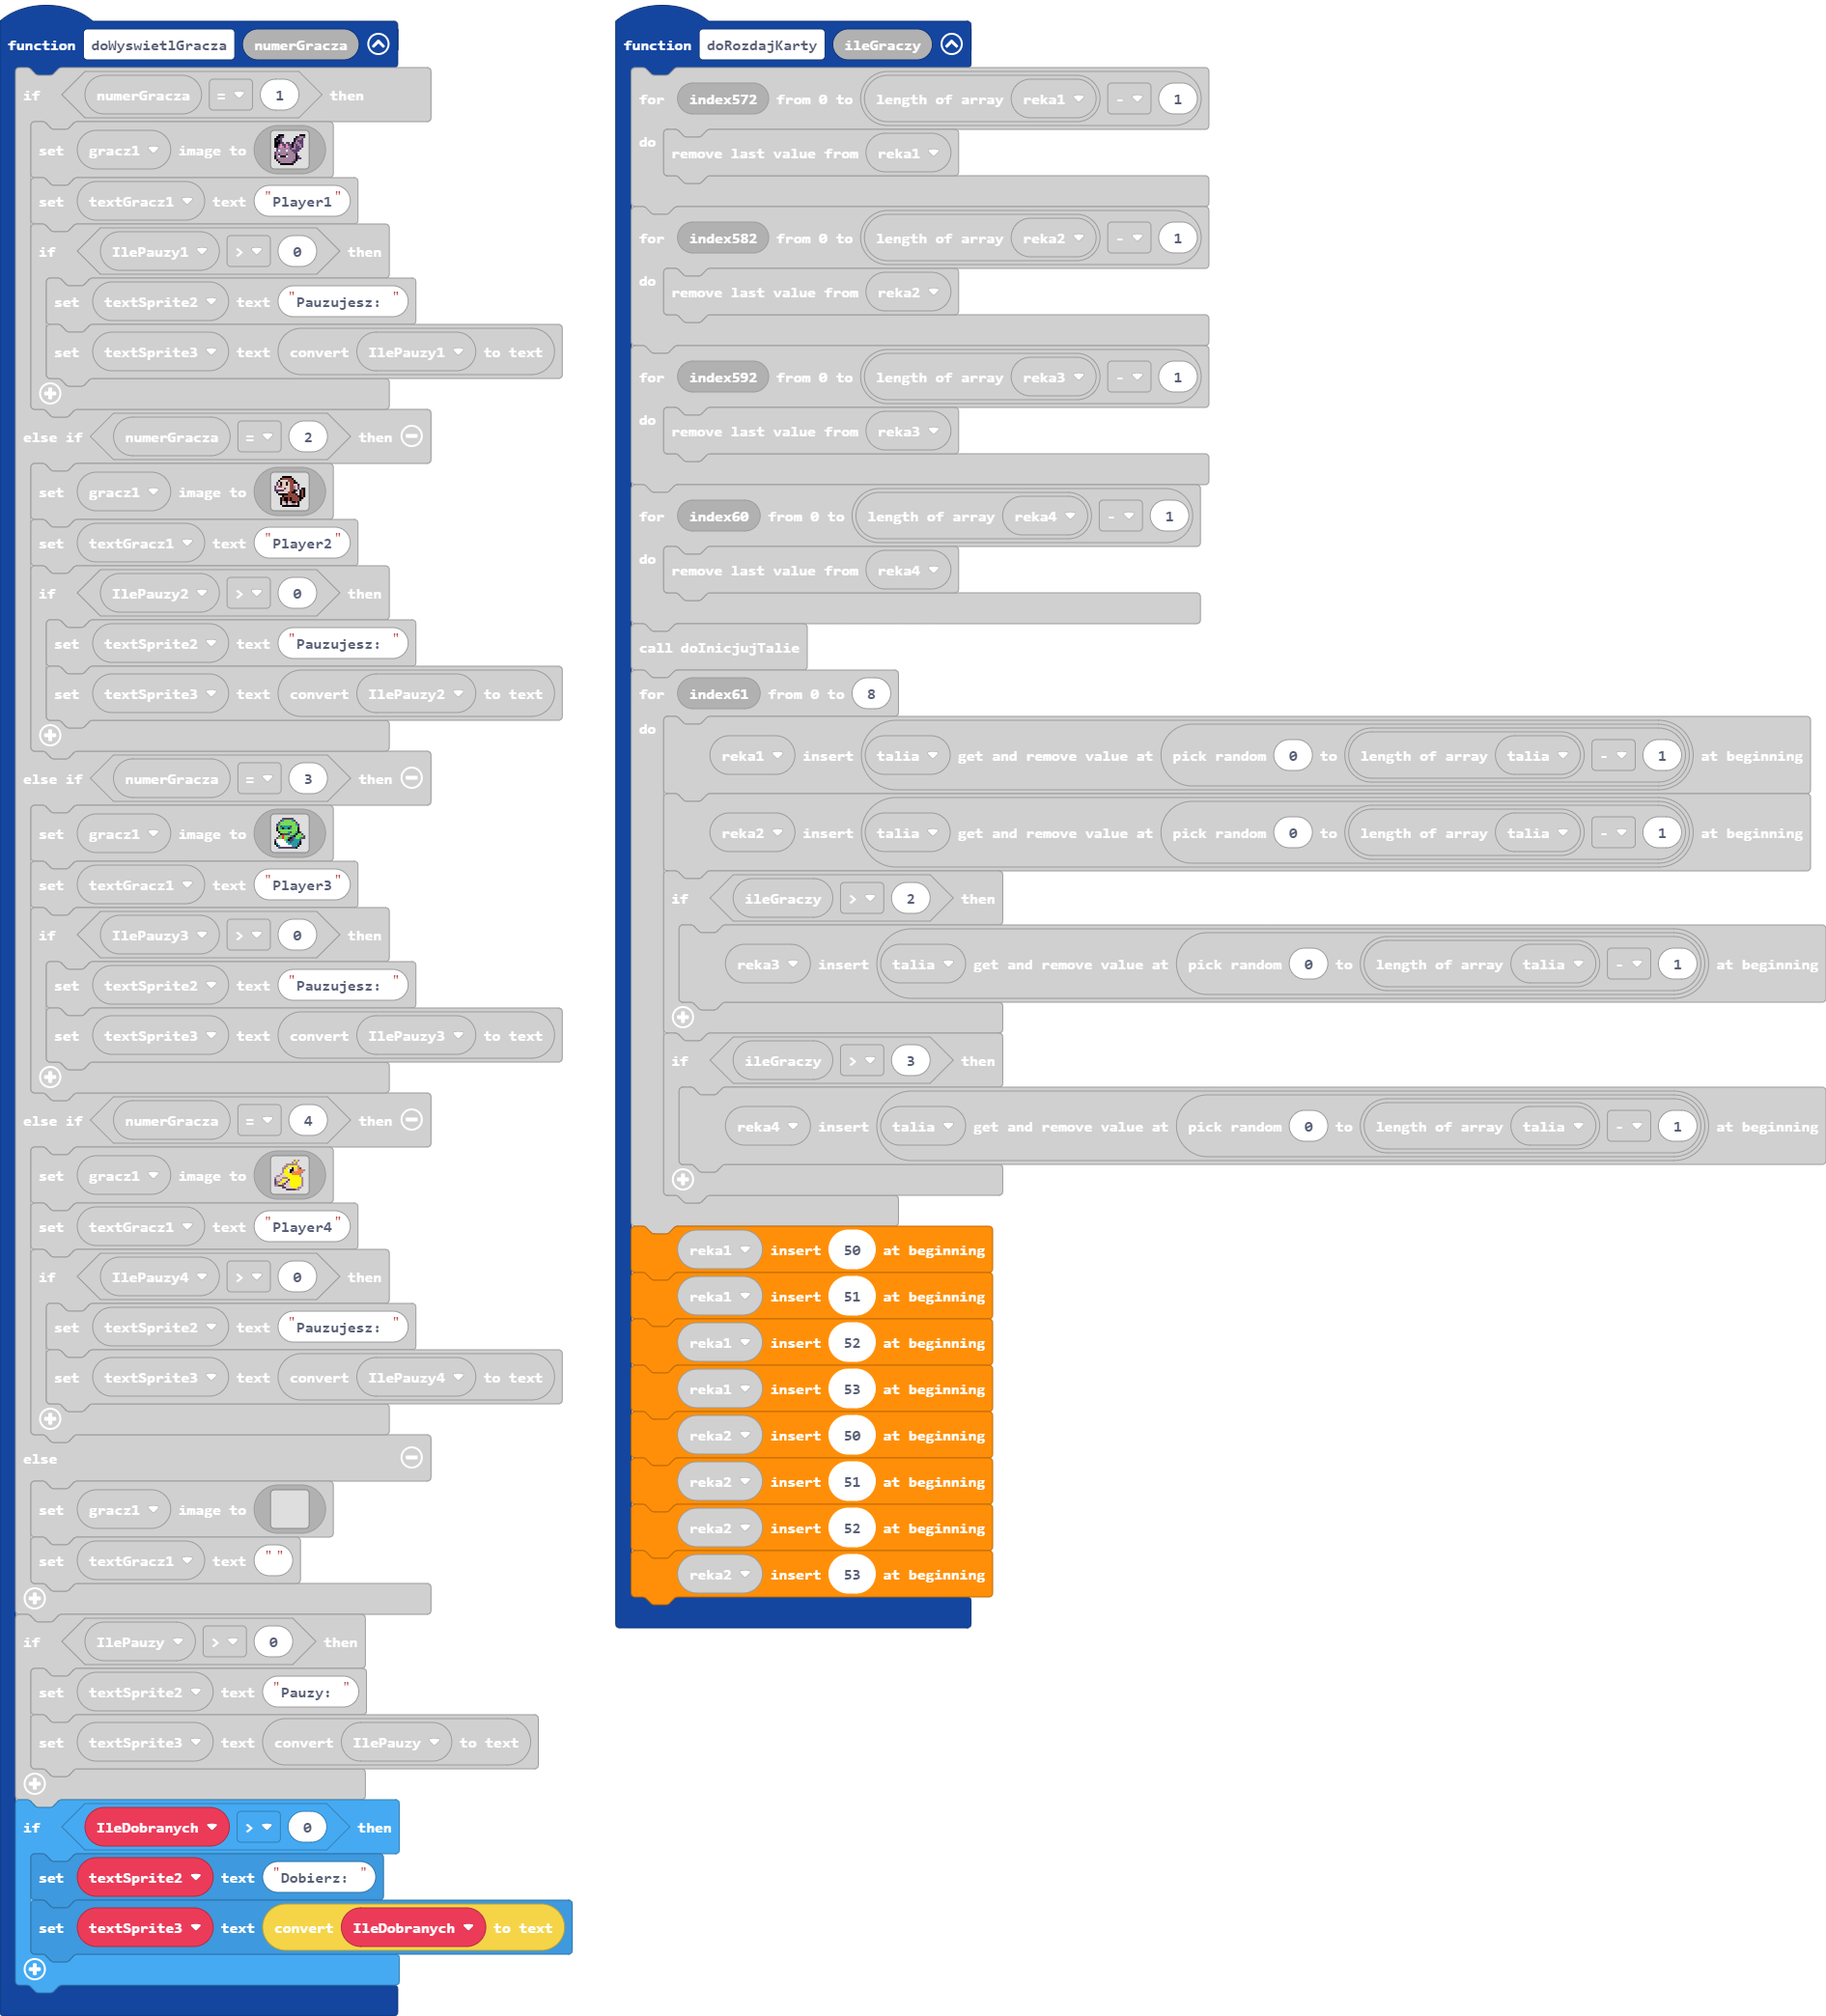 function doWyswietlGracza numerGracza
if numerGracza = 1 then
set gracz1 image to
set textGracz1 text "Player1"
if IlePauzy1 > 0 then
set textSprite2 text "Pauzujesz: "
set textSprite3 text convert IlePauzy1 to text
else if numerGracza = 2 then
set gracz1 image to
set textGracz1 text "Player2"
if IlePauzy2 > 0 then
set textSprite2 text "Pauzujesz: "
set textSprite3 text convert IlePauzy2 to text
else if numerGracza = 3 then
set gracz1 image to
set textGracz1 text "Player3"
if IlePauzy3 > 0 then
set textSprite2 text "Pauzujesz: "
set textSprite3 text convert IlePauzy3 to text
else if numerGracza = 4 then
set gracz1 image to
set textGracz1 text "Player4"
if IlePauzy4 > 0 then
set textSprite2 text "Pauzujesz: "
set textSprite3 text convert IlePauzy4 to text
else
set gracz1 image to
set textGracz1 text ""
if IlePauzy > 0 then
set textSprite2 text "Pauzy: "
set textSprite3 text convert IlePauzy to text
if IleDobranych > 0 then
set textSprite2 text "Dobierz: "
set textSprite3 text convert IleDobranych to text
function doRozdajKarty ileGraczy
for index572 from 0 to length of array reka1 - 1
do
remove last value from reka1
for index582 from 0 to length of array reka2 - 1
do
remove last value from reka2
for index592 from 0 to length of array reka3 - 1
do
remove last value from reka3
for index60 from 0 to length of array reka4 - 1
do
remove last value from reka4
call doInicjujTalie
for index61 from 0 to 8
do
reka1 insert talia get and remove value at pick random 0 to length of array talia - 1 at beginning
reka2 insert talia get and remove value at pick random 0 to length of array talia - 1 at beginning
if ileGraczy > 2 then
reka3 insert talia get and remove value at pick random 0 to length of array talia - 1 at beginning
if ileGraczy > 3 then
reka4 insert talia get and remove value at pick random 0 to length of array talia - 1 at beginning
reka1 insert 50 at beginning
reka1 insert 51 at beginning
reka1 insert 52 at beginning
reka1 insert 53 at beginning
reka2 insert 50 at beginning
reka2 insert 51 at beginning
reka2 insert 52 at beginning
reka2 insert 53 at beginning